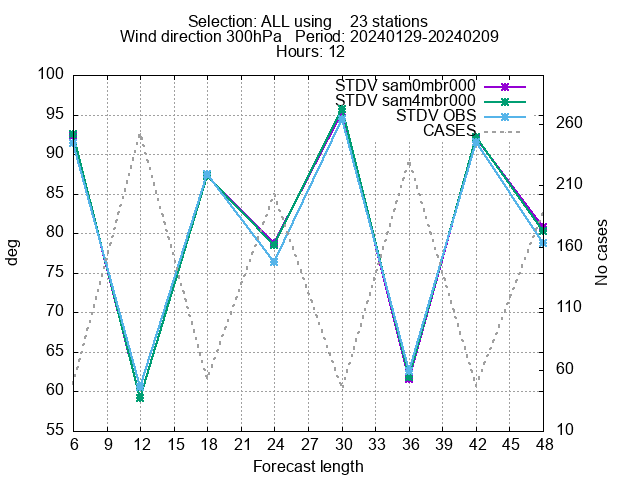 Selection: ALL using 23 stations
Wind direction 300hPa Period: 20240129-20240209
Hours: 12
STDV sam0mbr000
STDV sam4mbr000
STDV OBS
CASES
100
95
90
85
80
75
70
65
60
55
deg
260
210
160
110
60
10
No cases
6 9 12 15 18 21 24 27 30 33 36 39 42 45 48
Forecast length